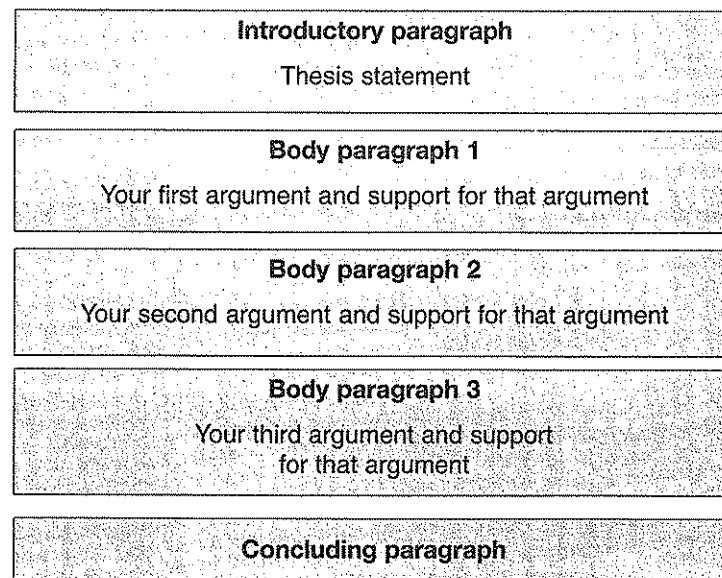 Introductory paragraph
Thesis statement
Body paragraph 1
Your first argument and support for that argument
Body paragraph 2
Your second argument and support for that argument
Body paragraph 3
Your third argument and support
for that argument
Concluding paragraph